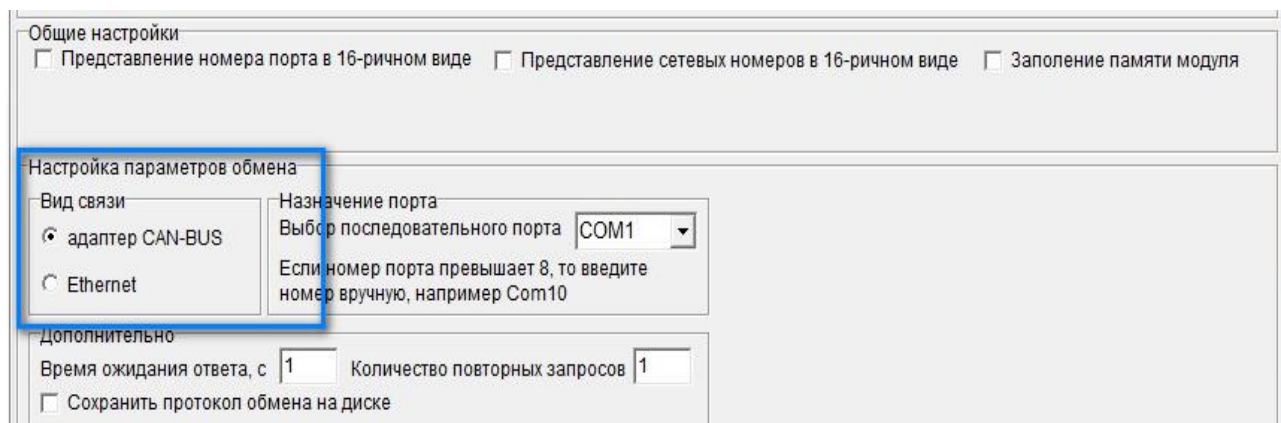 Общие настройки
Представление номера порта в 16-ричном виде Представление сетевых номеров в 16-ричном виде Заполение памяти модуля
Настройка параметров обмена
Вид связи
адаптер CAN-BUS
Ethernet
Назначение порта
Выбор последовательного порта COM1
Если номер порта превышает 8, то введите
номер вручную, например Com10
Дополнительно
Время ожидания ответа, с 1 Количество повторных запросов 1
Сохранить протокол обмена на диске